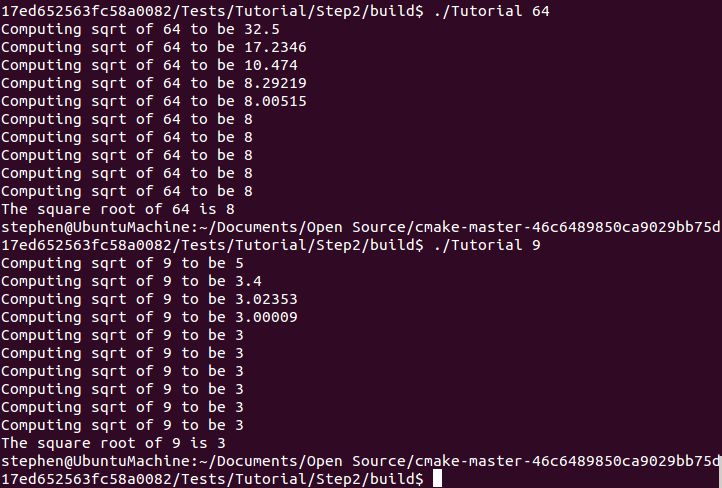 17ed652563fc58a0082/Tests/Tutorial/Step2/build$ ./Tutorial 64
Computing sqrt of 64 to be 32.5
Computing sqrt of 64 to be 17.2346
Computing sqrt of 64 to be 10.474
Computing sqrt of 64 to be 8.29219
Computing sqrt of 64 to be 8.00515
Computing sqrt of 64 to be 8
Computing sqrt of 64 to be 8
Computing sqrt of 64 to be 8
Computing sqrt of 64 to be 8
Computing sqrt of 64 to be 8
The square root of 64 is 8
stephen@UbuntuMachine:~/Documents/Open Source/cmake-master-46c6489850ca9029bb75d
17ed652563fc58a0082/Tests/Tutorial/Step2/build$ ./Tutorial 9
Computing sqrt of 9 to be 5
Computing sqrt of 9 to be 3.4
Computing sqrt of 9 to be 3.02353
Computing sqrt of 9 to be 3.00009
Computing sqrt of 9 to be 3
Computing sqrt of 9 to be 3
Computing sqrt of 9 to be 3
Computing sqrt of 9 to be 3
Computing sqrt of 9 to be 3
Computing sqrt of 9 to be 3
The square root of 9 is 3
stephen@UbuntuMachine:~/Documents/Open Source/cmake-master-46c6489850ca9029bb75d
17ed652563fc58a0082/Tests/Tutorial/Step2/build$